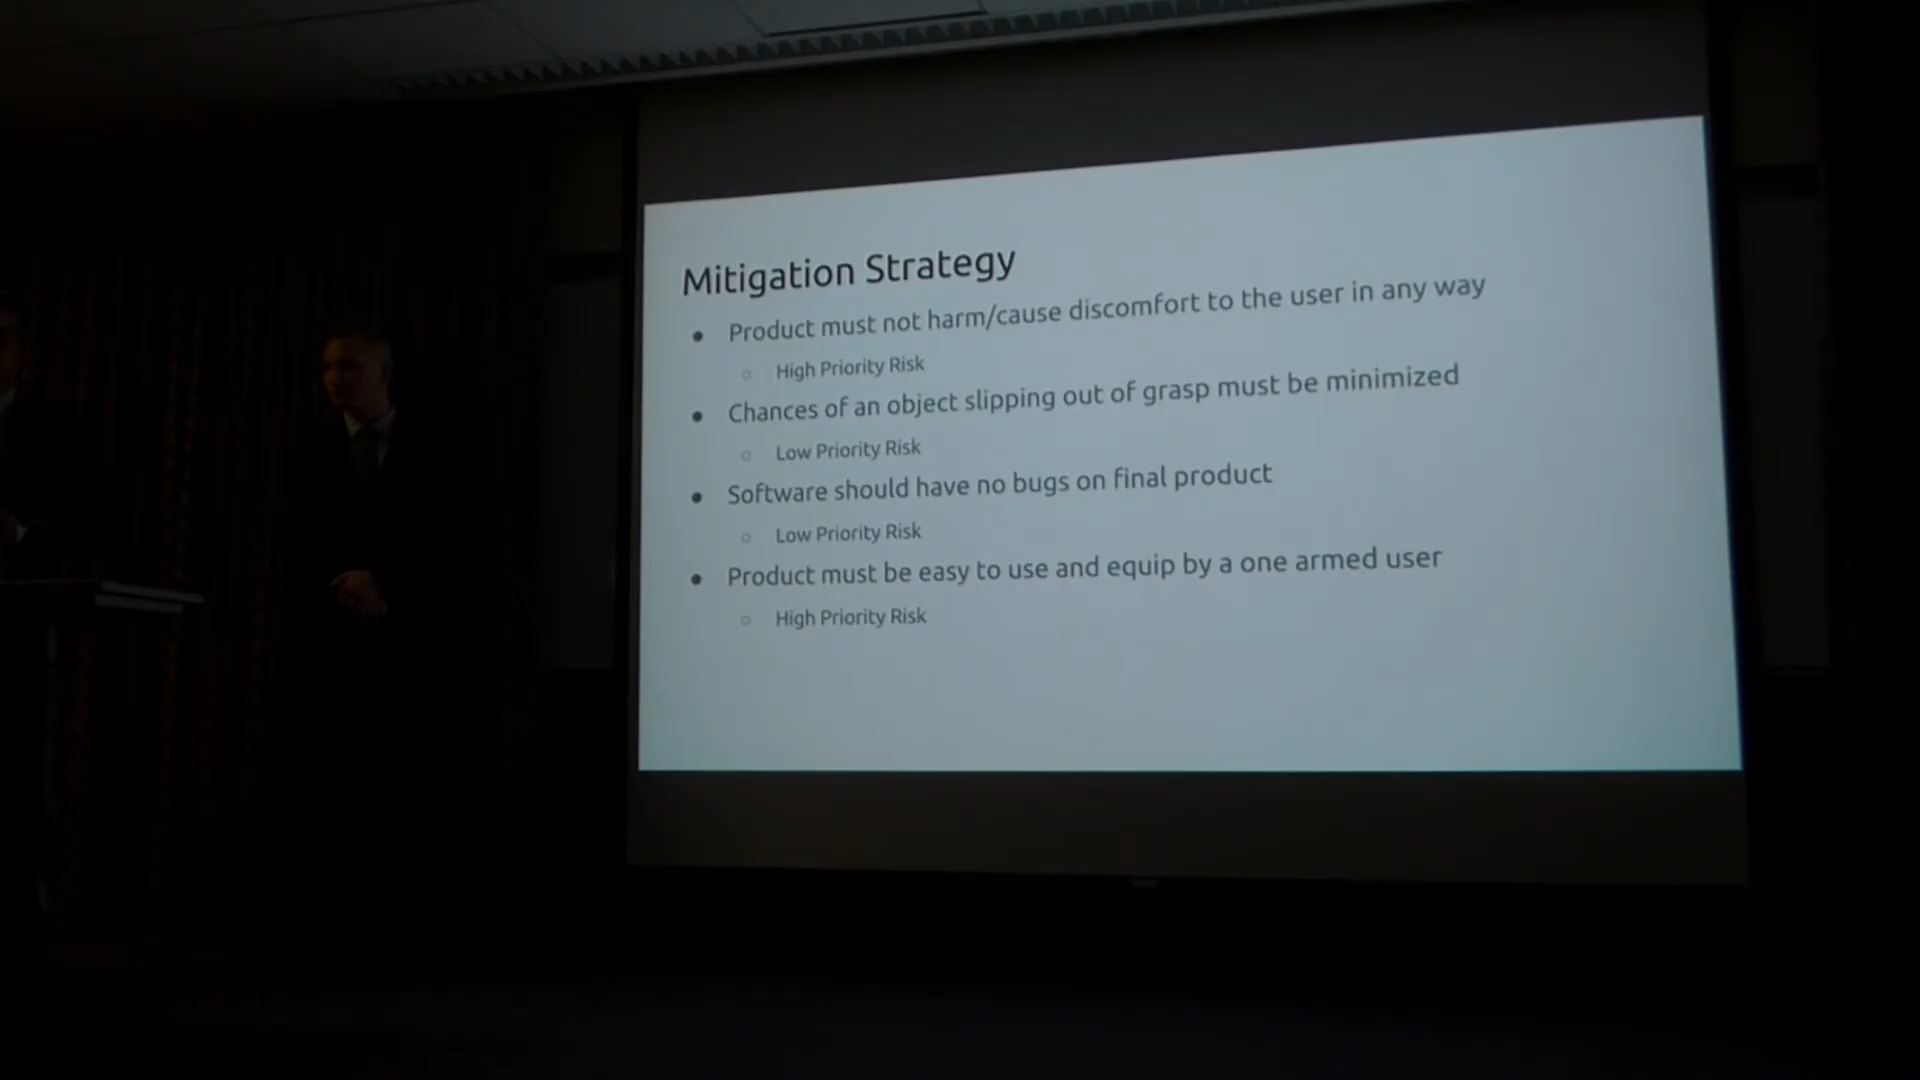 Mitigation Strategy
● Product must not harm/cause discomfort to the user in any way
○ High Priority Risk
● Chances of an object slipping out of grasp must be minimized
○ Low Priority Risk
● Software should have no bugs on final product
○ Low Priority Risk
● Product must be easy to use and equip by a one armed user
○ High Priority Risk